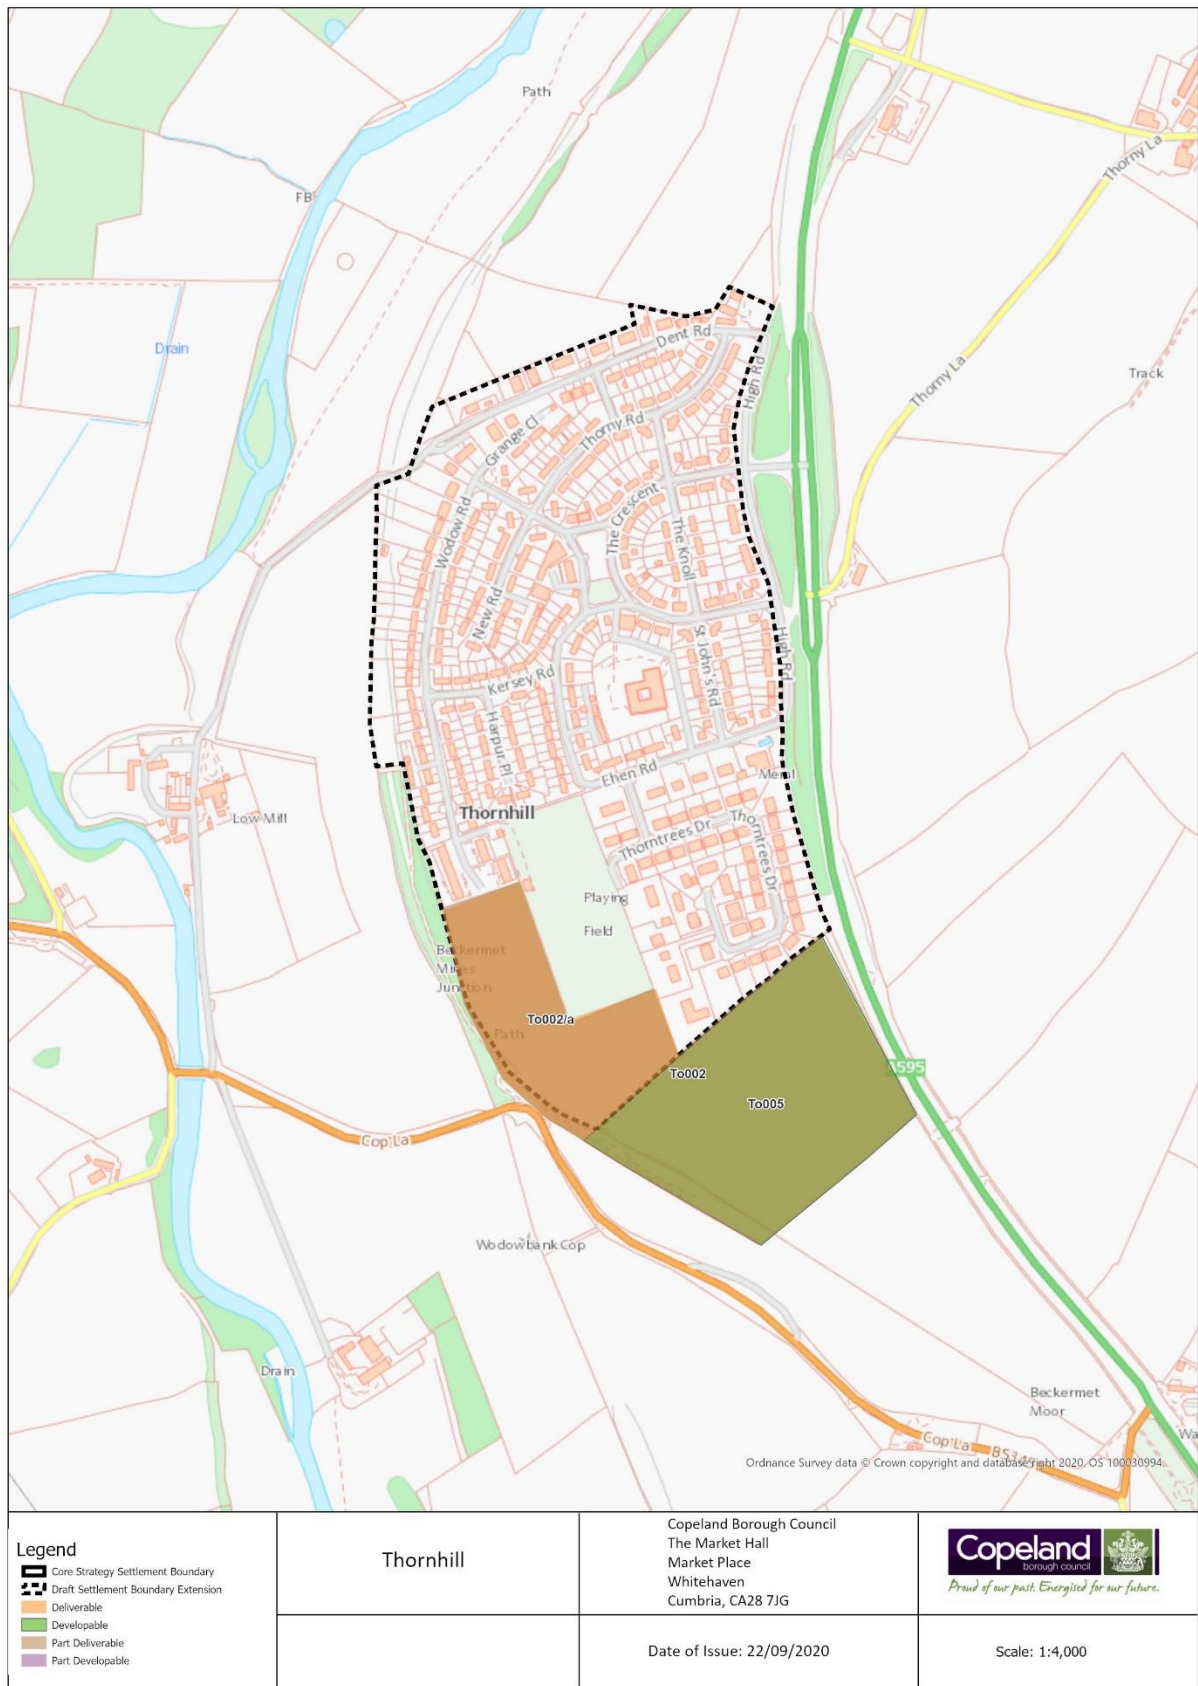 Path
Thorny La
FB
Drain
Dent Rd
High Rd
Thorny La
Track
Grange Cl
Thorny Rd
Wodow Rd
The Crescent
The Knoll
New Rd
St John's Rd
High Rd
Kersey Rd
Harpur Pl
Ehen Rd
Meml
Thornhill
Low Mill
Thorntrees Dr
Thorntrees Dr
Playing
Field
Beckermet
Mines
Junction
To002/a
Path
To002
A595
To005
Cop La
Wodowbank Cop
Drain
Beckermet
Moor
Cop La
Wa
Ordnance Survey data © Crown copyright and database right 2020. OS 100030994.
Legend
Core Strategy Settlement Boundary
Draft Settlement Boundary Extension
Deliverable
Developable
Part Deliverable
Part Developable
Thornhill
Copeland Borough Council
The Market Hall
Market Place
Whitehaven
Cumbria, CA28 7JG
Date of Issue: 22/09/2020
Copeland
borough council
Proud of our past. Energised for our future.
Scale: 1:4,000